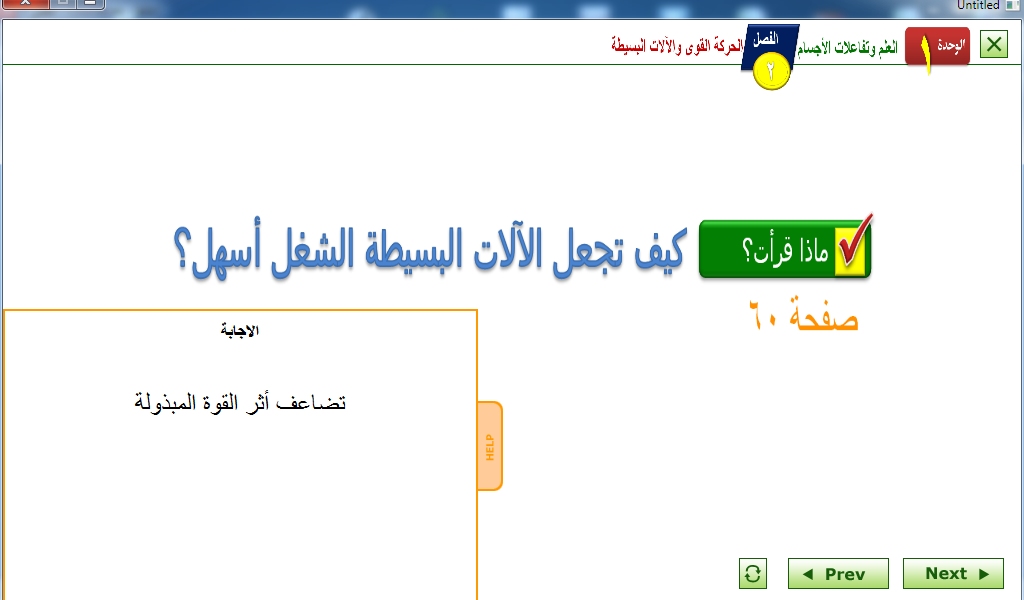 Untitled
الوحدة ١ العلم وتفاعلات الأجسام الفصل ٢ الحركة القوى والآلات البسيطة
ماذا قرأت؟ كيف تجعل الآلات البسيطة الشغل أسهل؟
صفحة ٦٠
الاجابة
تضاعف أثر القوة المبذولة
HELP
Prev
Next